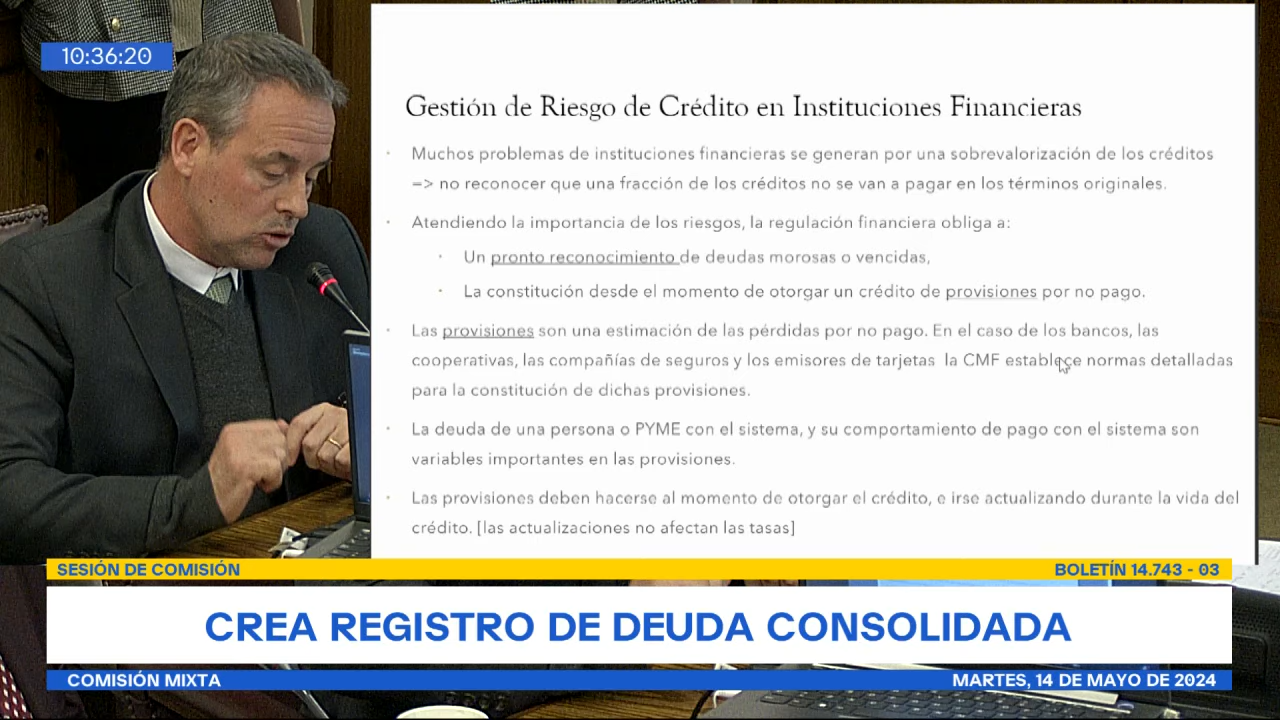 10:36:20
Gestión de Riesgo de Crédito en Instituciones Financieras
Muchos problemas de instituciones financieras se generan por una sobrevalorización de los créditos
=> no reconocer que una fracción de los créditos no se van a pagar en los términos originales.
Atendiendo la importancia de los riesgos, la regulación financiera obliga a:
Un pronto reconocimiento de deudas morosas o vencidas,
La constitución desde el momento de otorgar un crédito de provisiones por no pago.
Las provisiones son una estimación de las pérdidas por no pago. En el caso de los bancos, las
cooperativas, las compañías de seguros y los emisores de tarjetas la CMF establece normas detalladas
para la constitución de dichas provisiones.
La deuda de una persona o PYME con el sistema, y su comportamiento de pago con el sistema son
variables importantes en las provisiones.
Las provisiones deben hacerse al momento de otorgar el crédito, e irse actualizando durante la vida del
crédito. [las actualizaciones no afectan las tasas]
SESIÓN DE COMISIÓN
BOLETÍN 14.743 - 03
CREA REGISTRO DE DEUDA CONSOLIDADA
COMISIÓN MIXTA
MARTES, 14 DE MAYO DE 2024